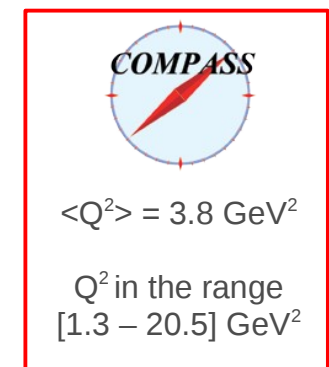 COMPASS
<Q²> = 3.8 GeV²
Q² in the range
[1.3 – 20.5] GeV²